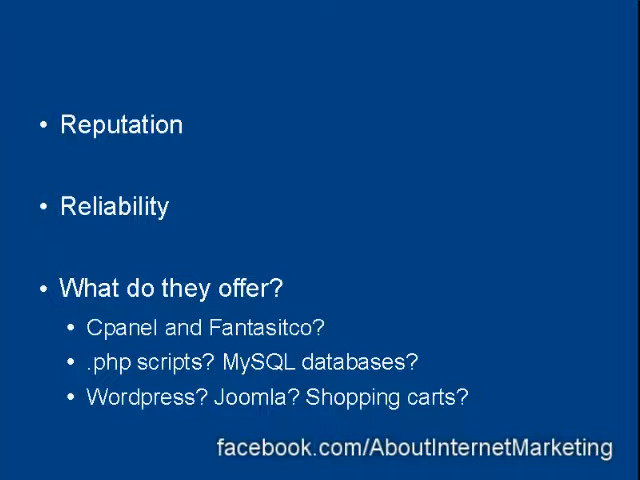 • Reputation
• Reliability
• What do they offer?
• Cpanel and Fantasitco?
• .php scripts? MySQL databases?
• Wordpress? Joomla? Shopping carts?
facebook.com/AboutInternetMarketing